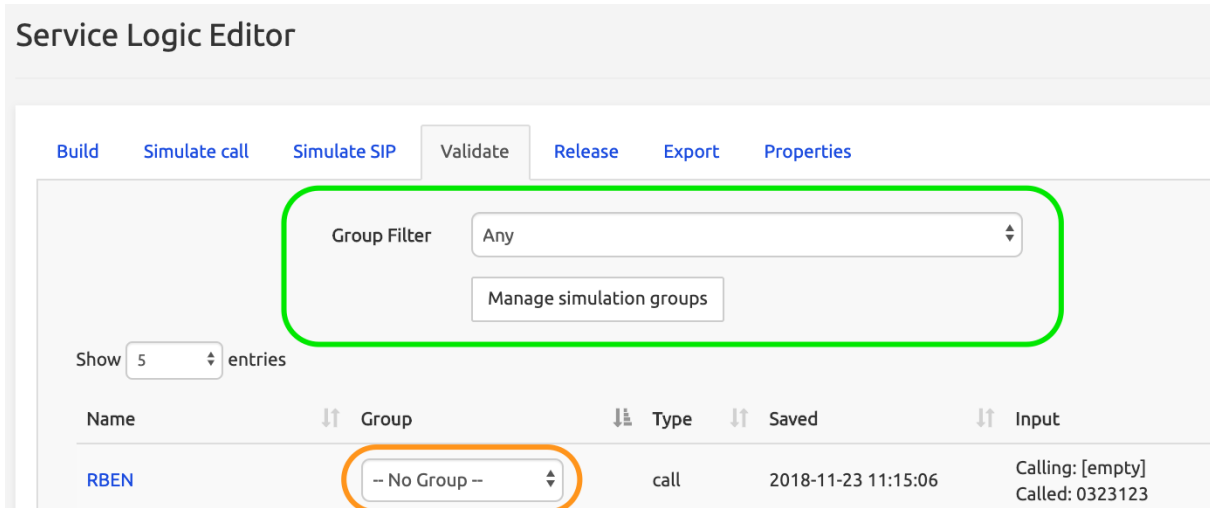 Service Logic Editor
Build Simulate call Simulate SIP Validate Release Export Properties
Group Filter Any
Manage simulation groups
Show 5 entries
Name Group Type Saved Input
RBEN -- No Group -- call 2018-11-23 11:15:06 Calling: [empty]
Called: 0323123